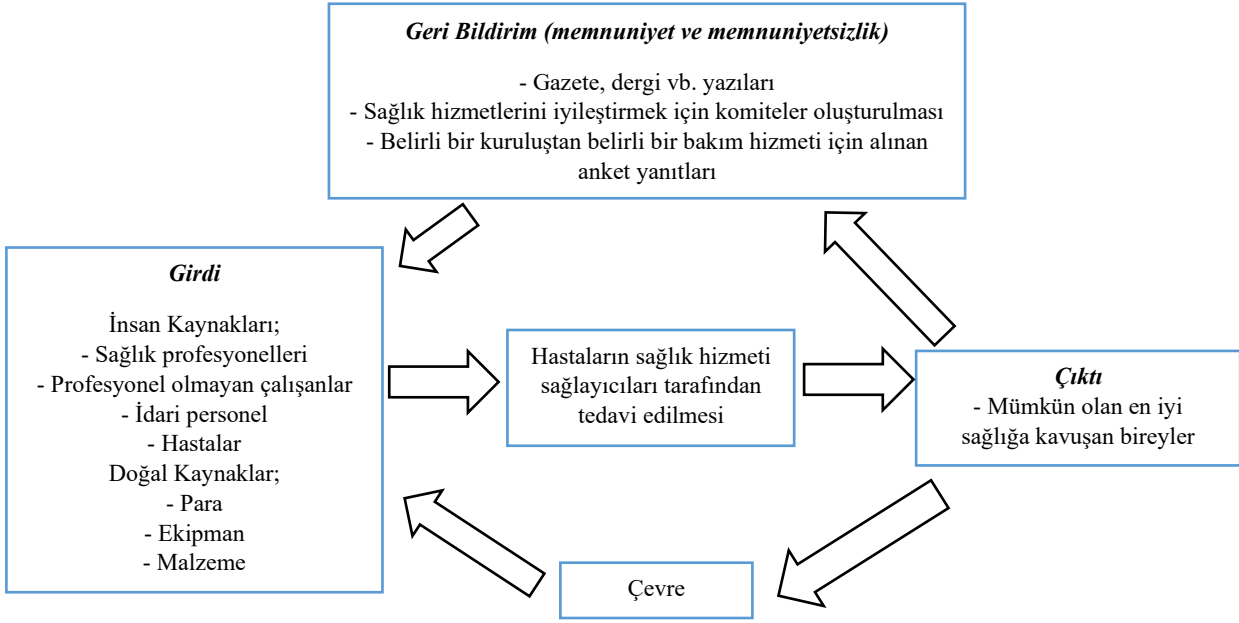 Geri Bildirim (memnuniyet ve memnuniyetsizlik)
- Gazete, dergi vb. yazıları
- Sağlık hizmetlerini iyileştirmek için komiteler oluşturulması
- Belirli bir kuruluştan belirli bir bakım hizmeti için alınan
anket yanıtları
Girdi
İnsan Kaynakları;
- Sağlık profesyonelleri
- Profesyonel olmayan çalışanlar
- İdari personel
- Hastalar
Doğal Kaynaklar;
- Para
- Ekipman
- Malzeme
Hastaların sağlık hizmeti
sağlayıcıları tarafından
tedavi edilmesi
Çıktı
- Mümkün olan en iyi
sağlığa kavuşan bireyler
Çevre